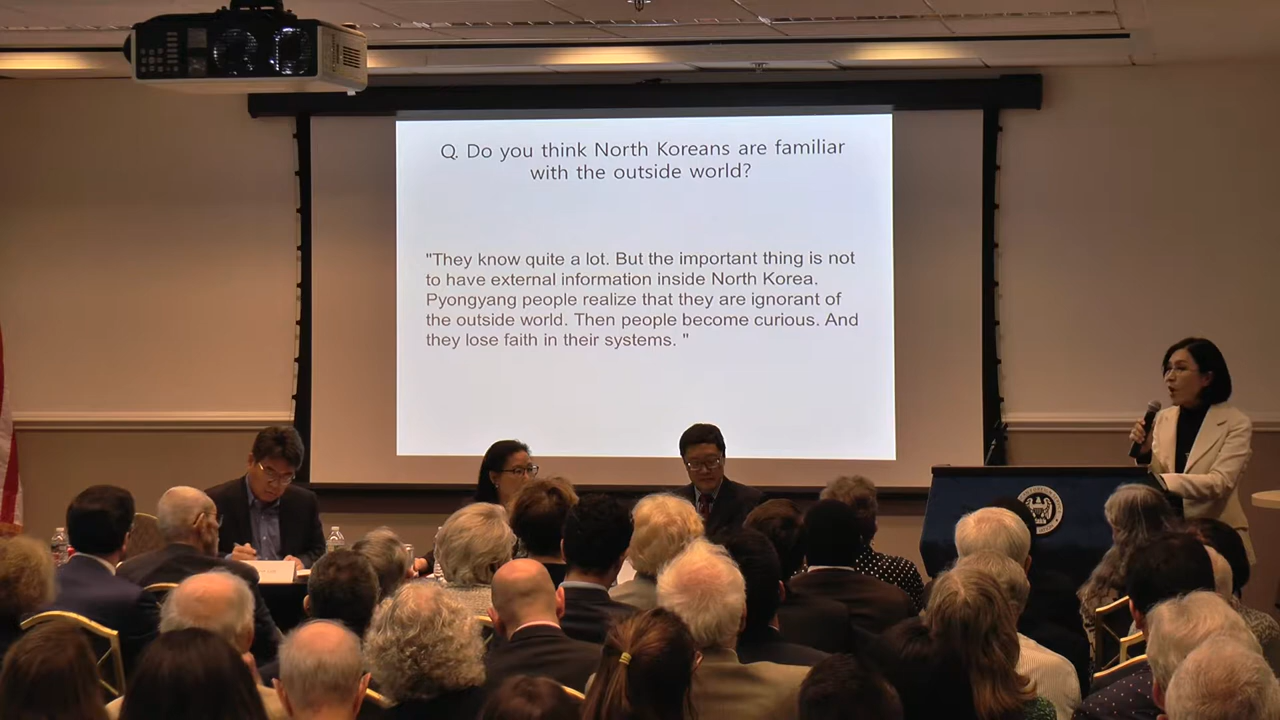 Q. Do you think North Koreans are familiar
with the outside world?
"They know quite a lot. But the important thing is not
to have external information inside North Korea.
Pyongyang people realize that they are ignorant of
the outside world. Then people become curious. And
they lose faith in their systems. "